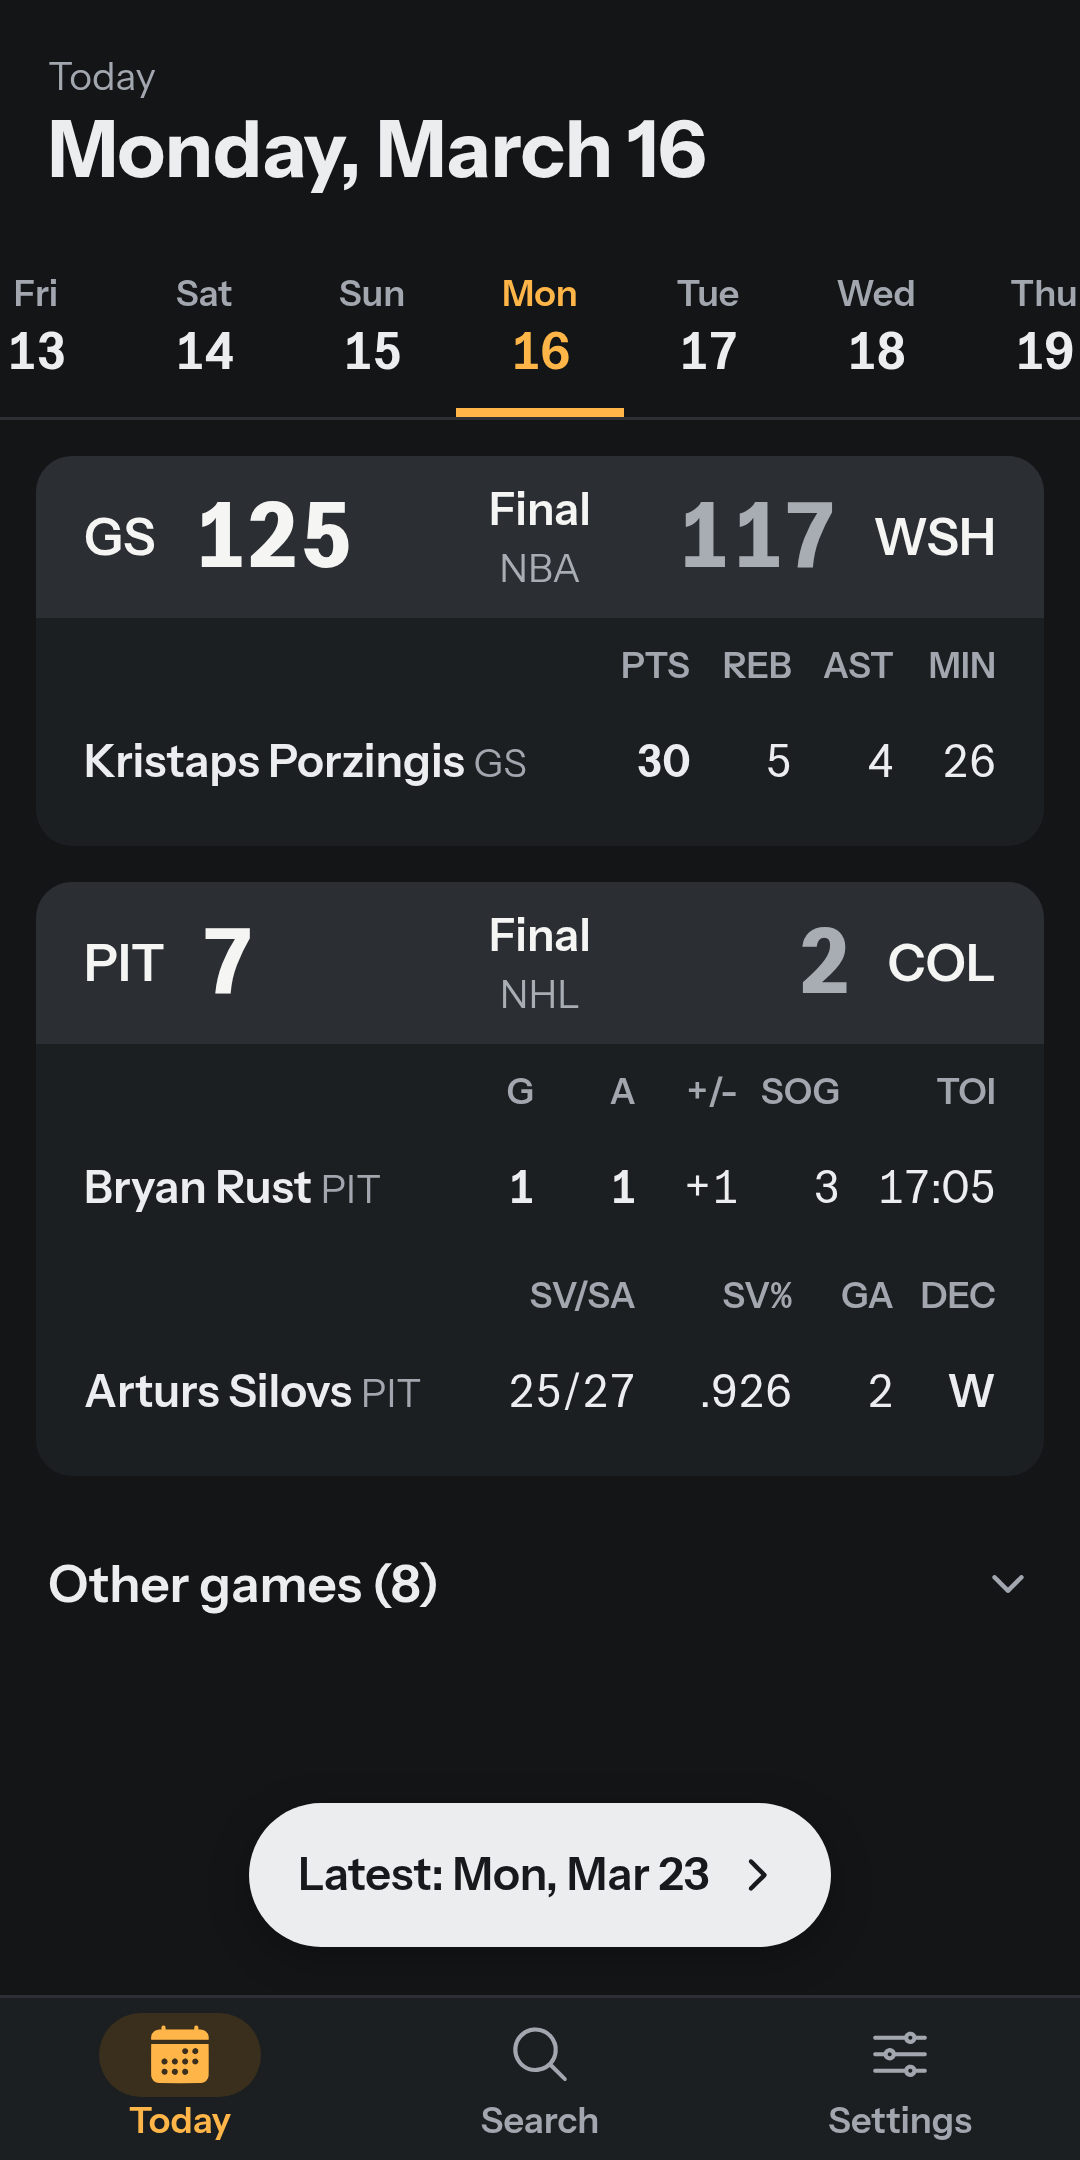 Today
Monday, March 16
Fri Sat Sun Mon Tue Wed Thu
13 14 15 16 17 18 19
GS 125 Final 117 WSH
NBA
PTS REB AST MIN
Kristaps Porzingis GS 30 5 4 26
PIT 7 Final 2 COL
NHL
G A +/- SOG TOI
Bryan Rust PIT 1 1 +1 3 17:05
SV/SA SV% GA DEC
Arturs Silovs PIT 25/27 .926 2 W
Other games (8)
Latest: Mon, Mar 23
Today Search Settings